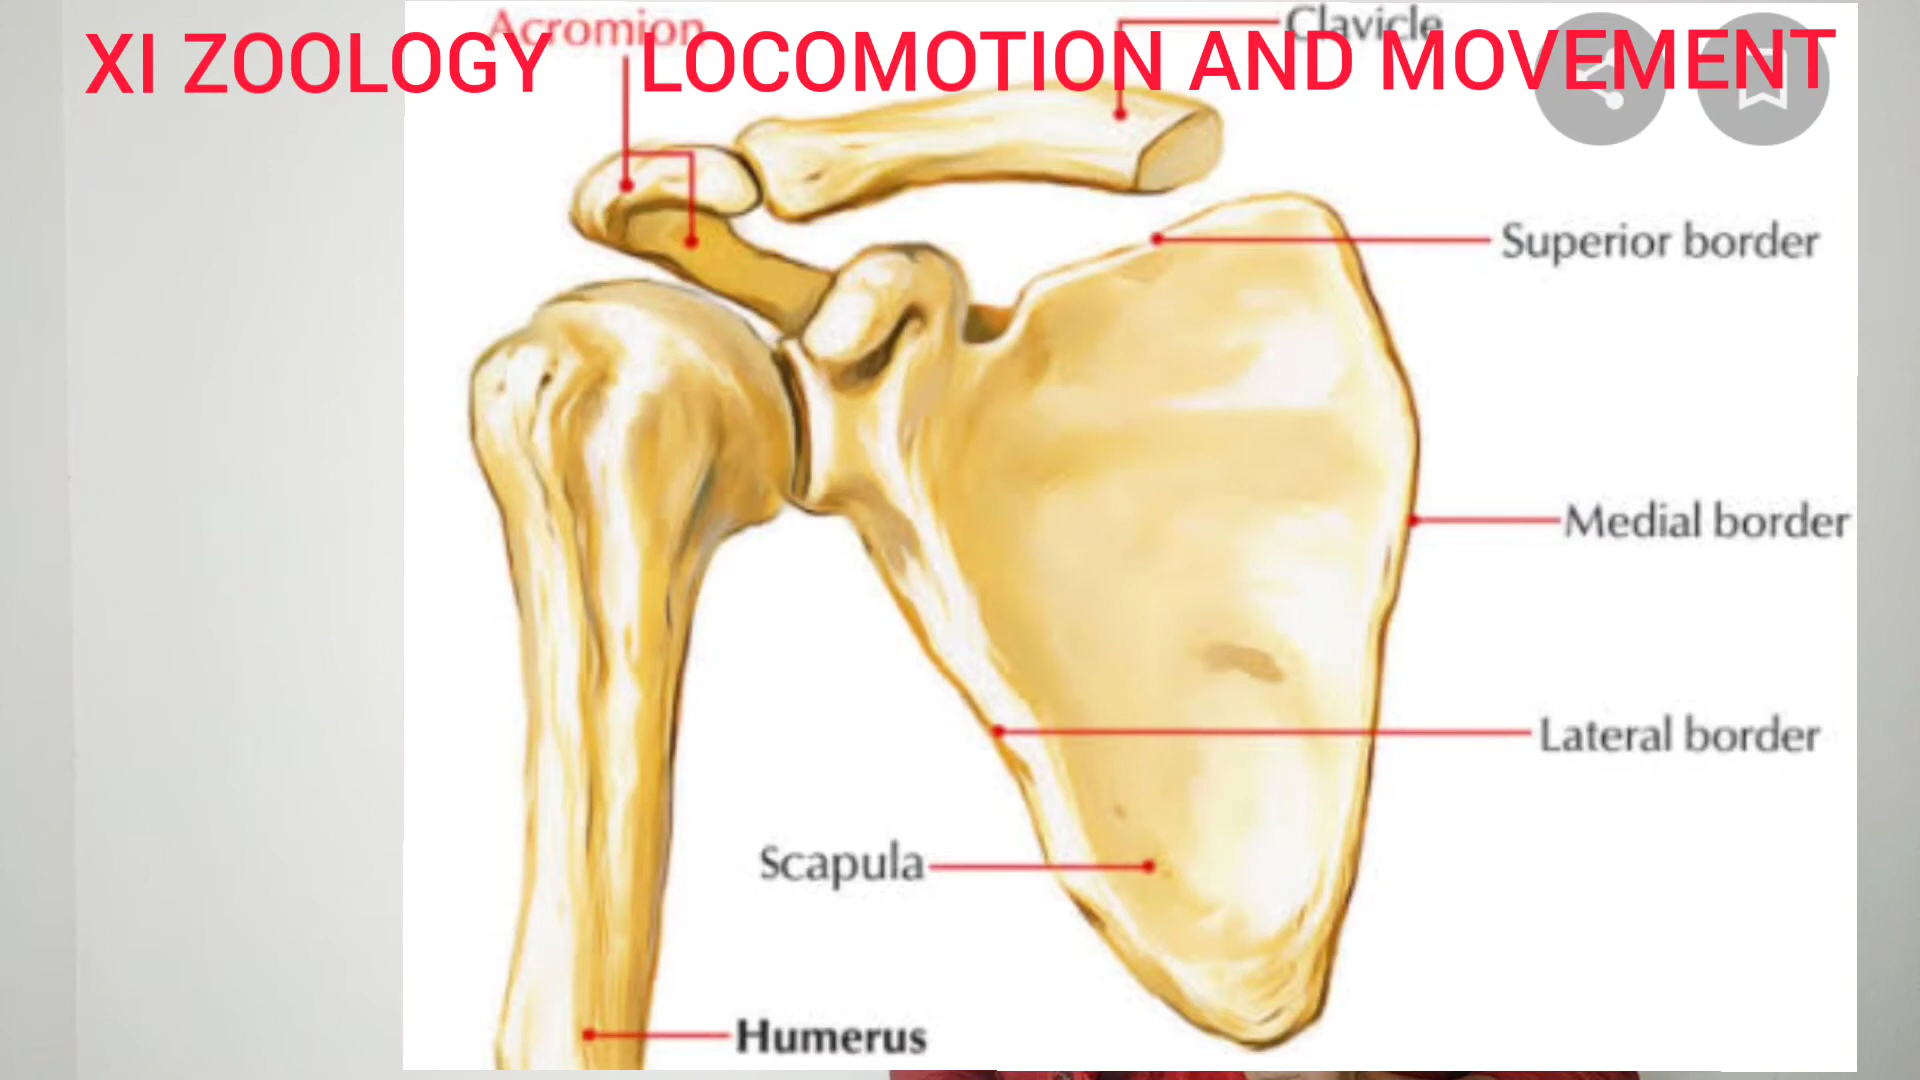 Acromion
Clavicle
XI ZOOLOGY LOCOMOTION AND MOVEMENT
Superior border
Medial border
Lateral border
Scapula
Humerus